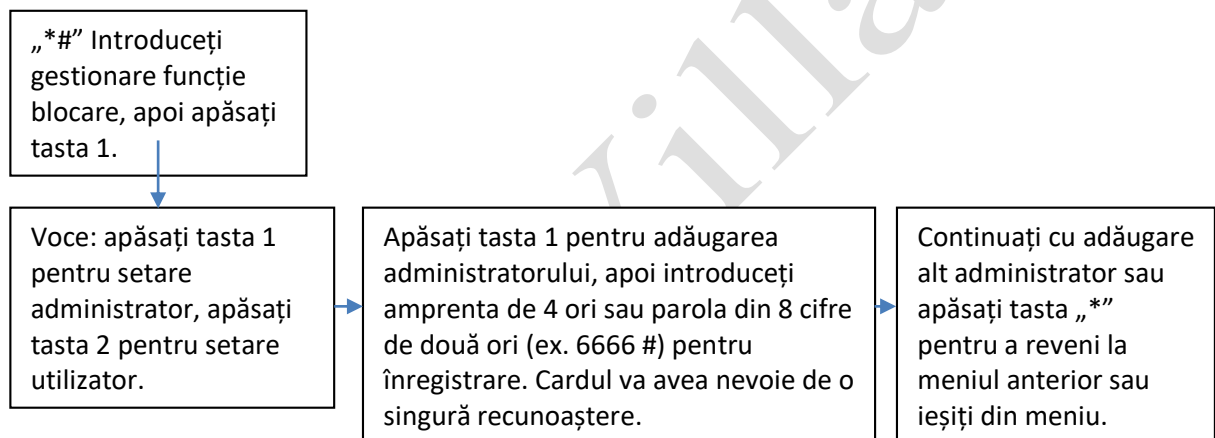 „*#” Introduceți
gestionare funcție
blocare, apoi apăsați
tasta 1.
Voce: apăsați tasta 1
pentru setare
administrator, apăsați
tasta 2 pentru setare
utilizator.
Apăsați tasta 1 pentru adăugarea
administratorului, apoi introduceți
amprenta de 4 ori sau parola din 8 cifre
de două ori (ex. 6666 #) pentru
înregistrare. Cardul va avea nevoie de o
singură recunoaștere.
Continuați cu adăugare
alt administrator sau
apăsați tasta „*”
pentru a reveni la
meniul anterior sau
ieșiți din meniu.